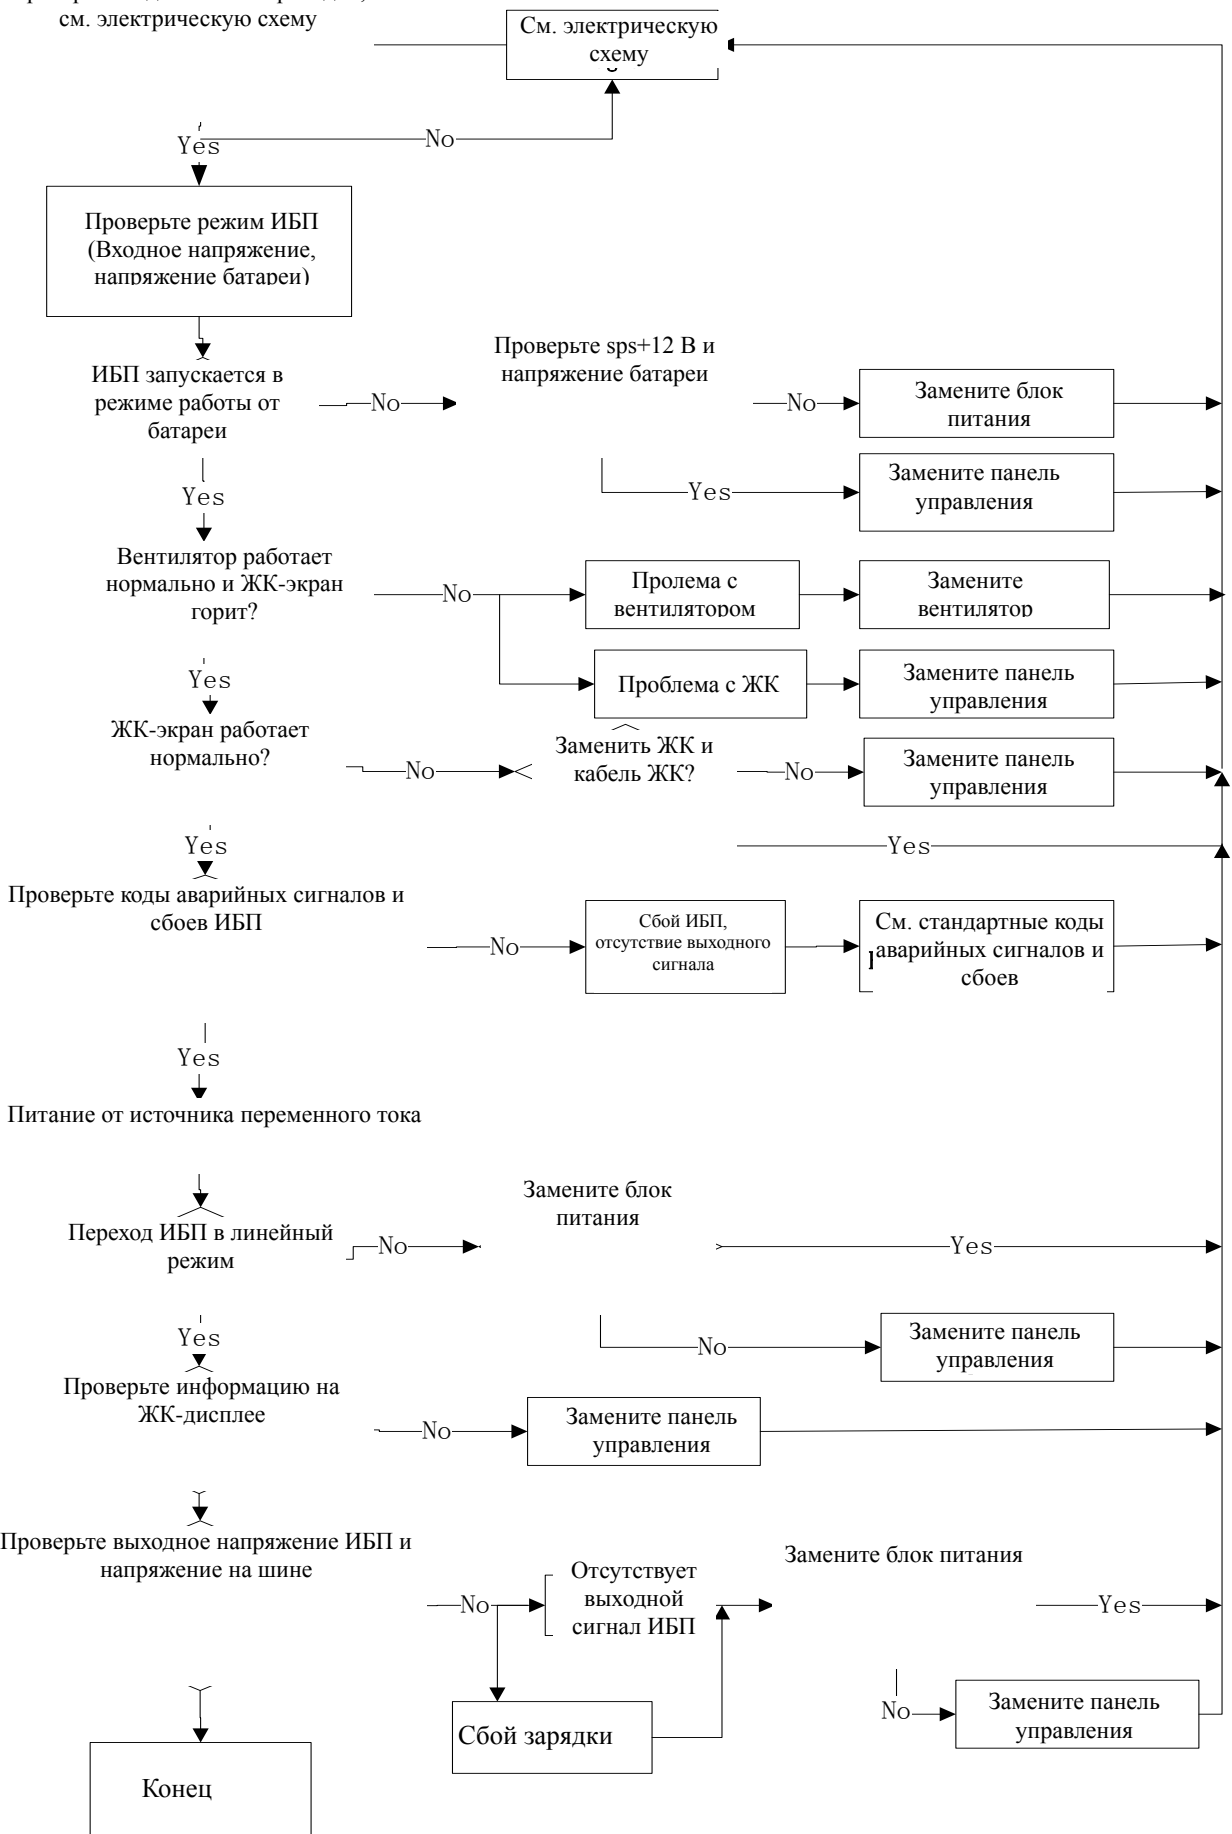 см. электрическую схему
См. электрическую
схему
No
Yes
Проверьте режим ИБП
(Входное напряжение,
напряжение батареи)
Проверьте sps+12 В и
напряжение батареи
ИБП запускается в
режиме работы от
батареи
No
No
Замените блок
питания
Yes
Yes
Замените панель
управления
Вентилятор работает
нормально и ЖК-экран
горит?
No
Пролема с
вентилятором
Замените
вентилятор
Yes
Проблема с ЖК
Замените панель
управления
ЖК-экран работает
нормально?
No
Заменить ЖК и
кабель ЖК?
No
Замените панель
управления
Yes
Yes
Проверьте коды аварийных сигналов и
сбоев ИБП
No
Сбой ИБП,
отсутствие выходного
сигнала
См. стандартные коды
аварийных сигналов и
сбоев
Yes
Питание от источника переменного тока
Замените блок
питания
Переход ИБП в линейный
режим
No
Yes
Yes
No
Замените панель
управления
Проверьте информацию на
ЖК-дисплее
No
Замените панель
управления
Проверьте выходное напряжение ИБП и
напряжение на шине
No
Отсутствует
выходной
сигнал ИБП
Замените блок питания
Yes
Сбой зарядки
No
Замените панель
управления
Конец